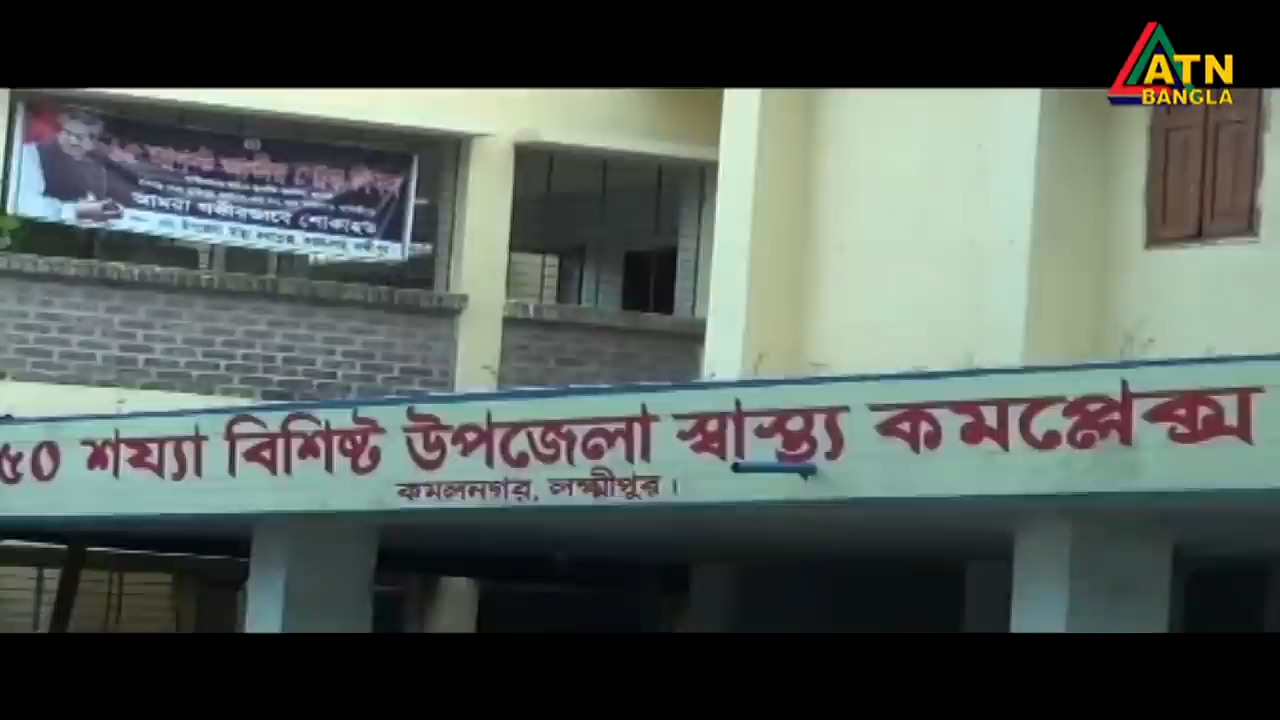 ATN
BANGLA
আমরা গভীরভাবে শোকাহত
৫০ শয্যা বিশিষ্ট উপজেলা স্বাস্থ্য কমপ্লেক্স
কমলনগর, লক্ষ্মীপুর।